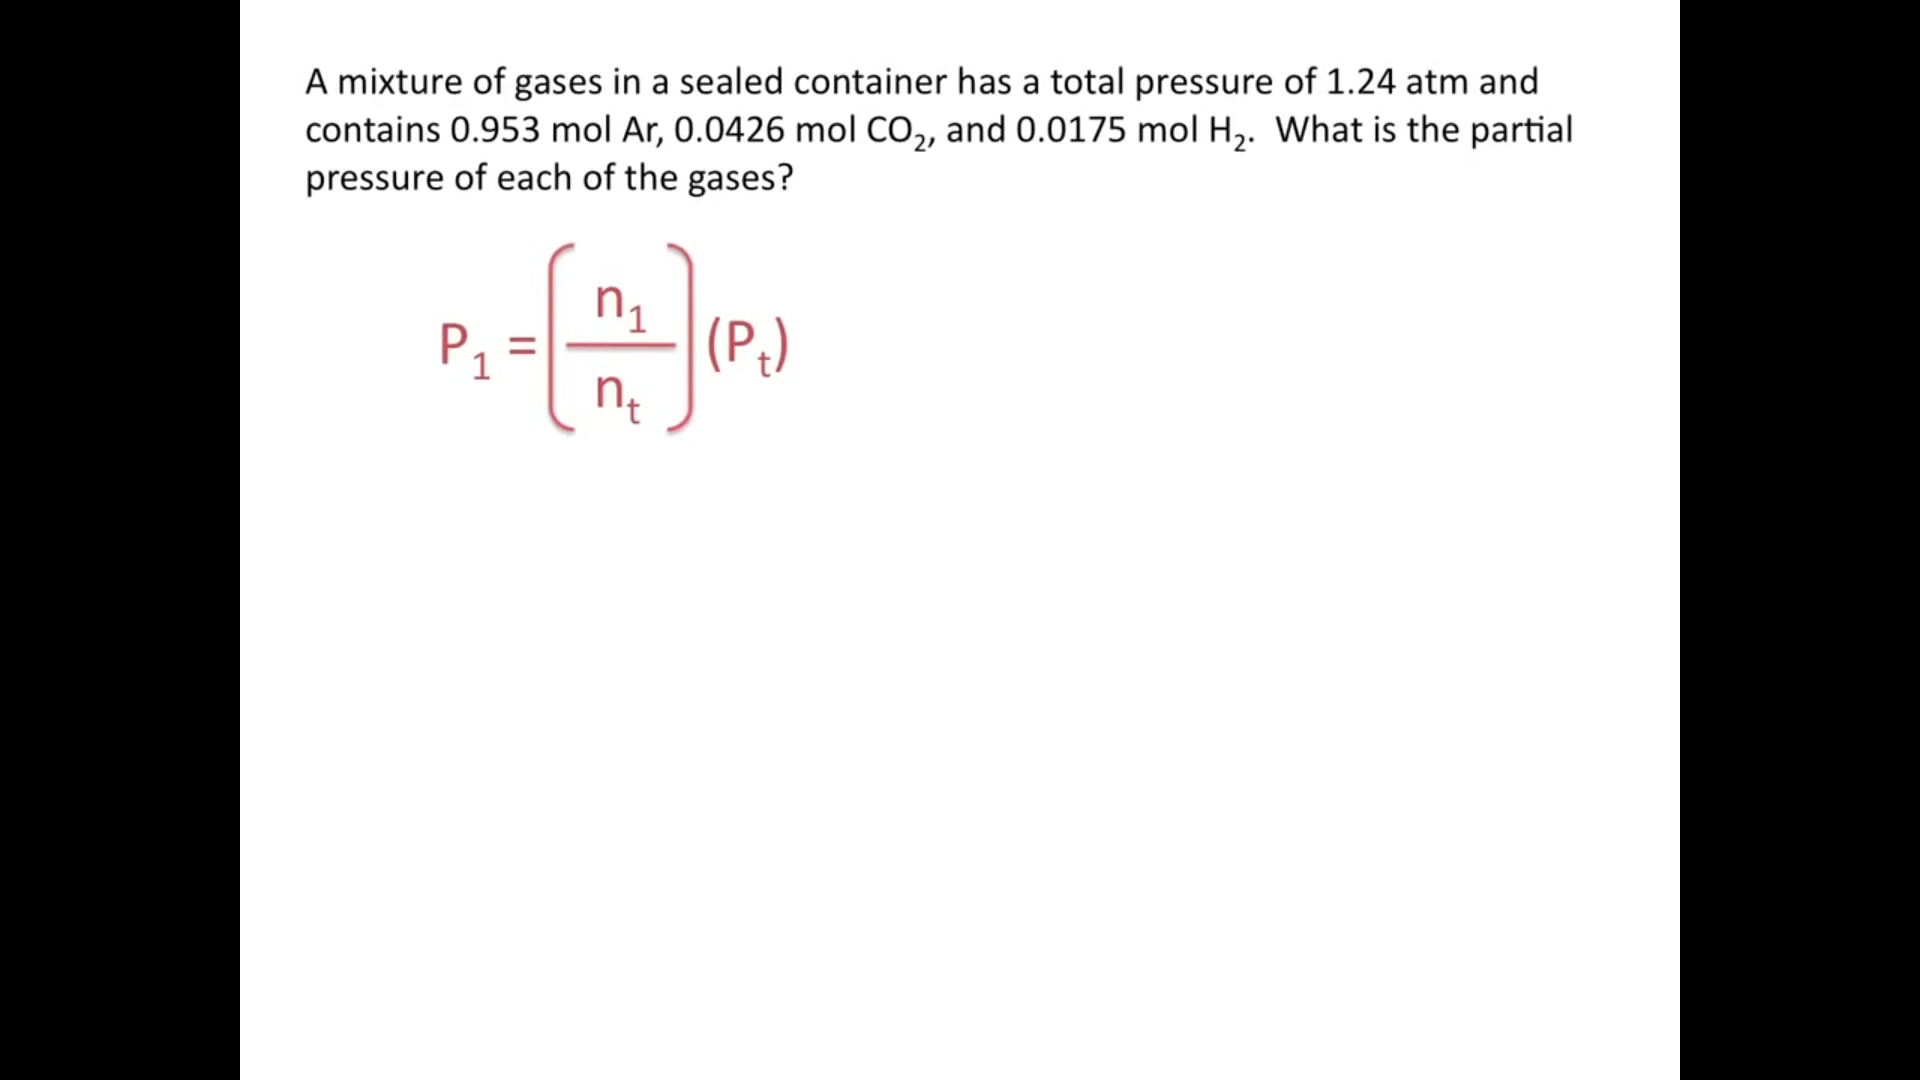 A mixture of gases in a sealed container has a total pressure of 1.24 atm and
contains 0.953 mol Ar, 0.0426 mol CO₂, and 0.0175 mol H₂. What is the partial
pressure of each of the gases?
P₁ = (n₁ / nₜ) (Pₜ)